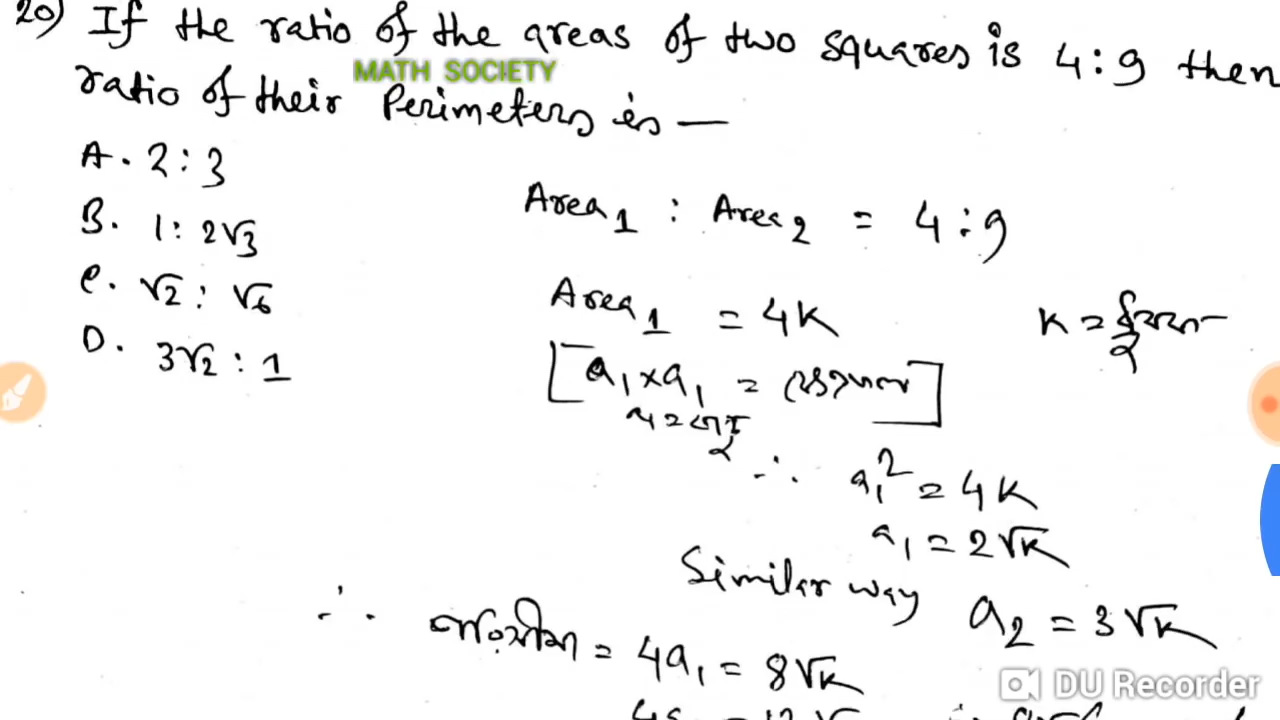 20) If the ratio of the areas of two squares is 4:9 then
MATH SOCIETY
ratio of their Perimeters is —
A. 2:3
B. 1:2√3
C. √2:√6
D. 3√2:1
Area1 : Area2 = 4:9
Area1 = 4K
K =
[a1×a1 =
∴ a1² = 4K
a1 = 2√K
Similar way a2 = 3√K
∴
= 4a1 = 8√K
DU Recorder